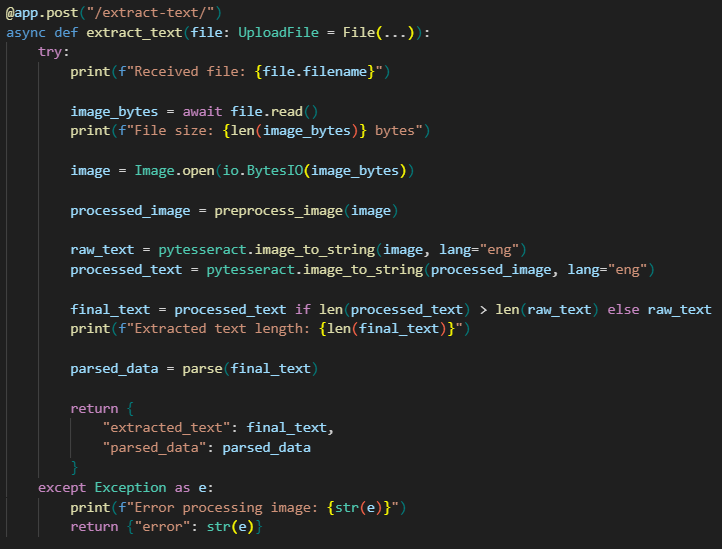 @app.post("/extract-text/")
async def extract_text(file: UploadFile = File(...)):
    try:
        print(f"Received file: {file.filename}")

        image_bytes = await file.read()
        print(f"File size: {len(image_bytes)} bytes")

        image = Image.open(io.BytesIO(image_bytes))

        processed_image = preprocess_image(image)

        raw_text = pytesseract.image_to_string(image, lang="eng")
        processed_text = pytesseract.image_to_string(processed_image, lang="eng")

        final_text = processed_text if len(processed_text) > len(raw_text) else raw_text
        print(f"Extracted text length: {len(final_text)}")

        parsed_data = parse(final_text)

        return {
            "extracted_text": final_text,
            "parsed_data": parsed_data
        }
    except Exception as e:
        print(f"Error processing image: {str(e)}")
        return {"error": str(e)}